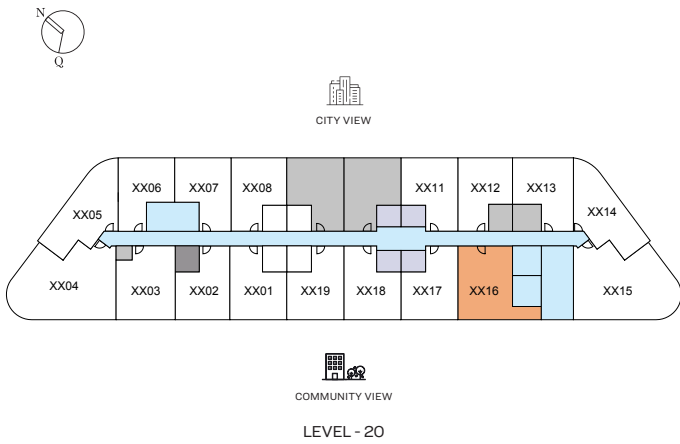 N
Q
CITY VIEW
XX06 XX07 XX08 XX11 XX12 XX13
XX05 XX14
XX04 XX03 XX02 XX01 XX19 XX18 XX17 XX16 XX15
COMMUNITY VIEW
LEVEL - 20